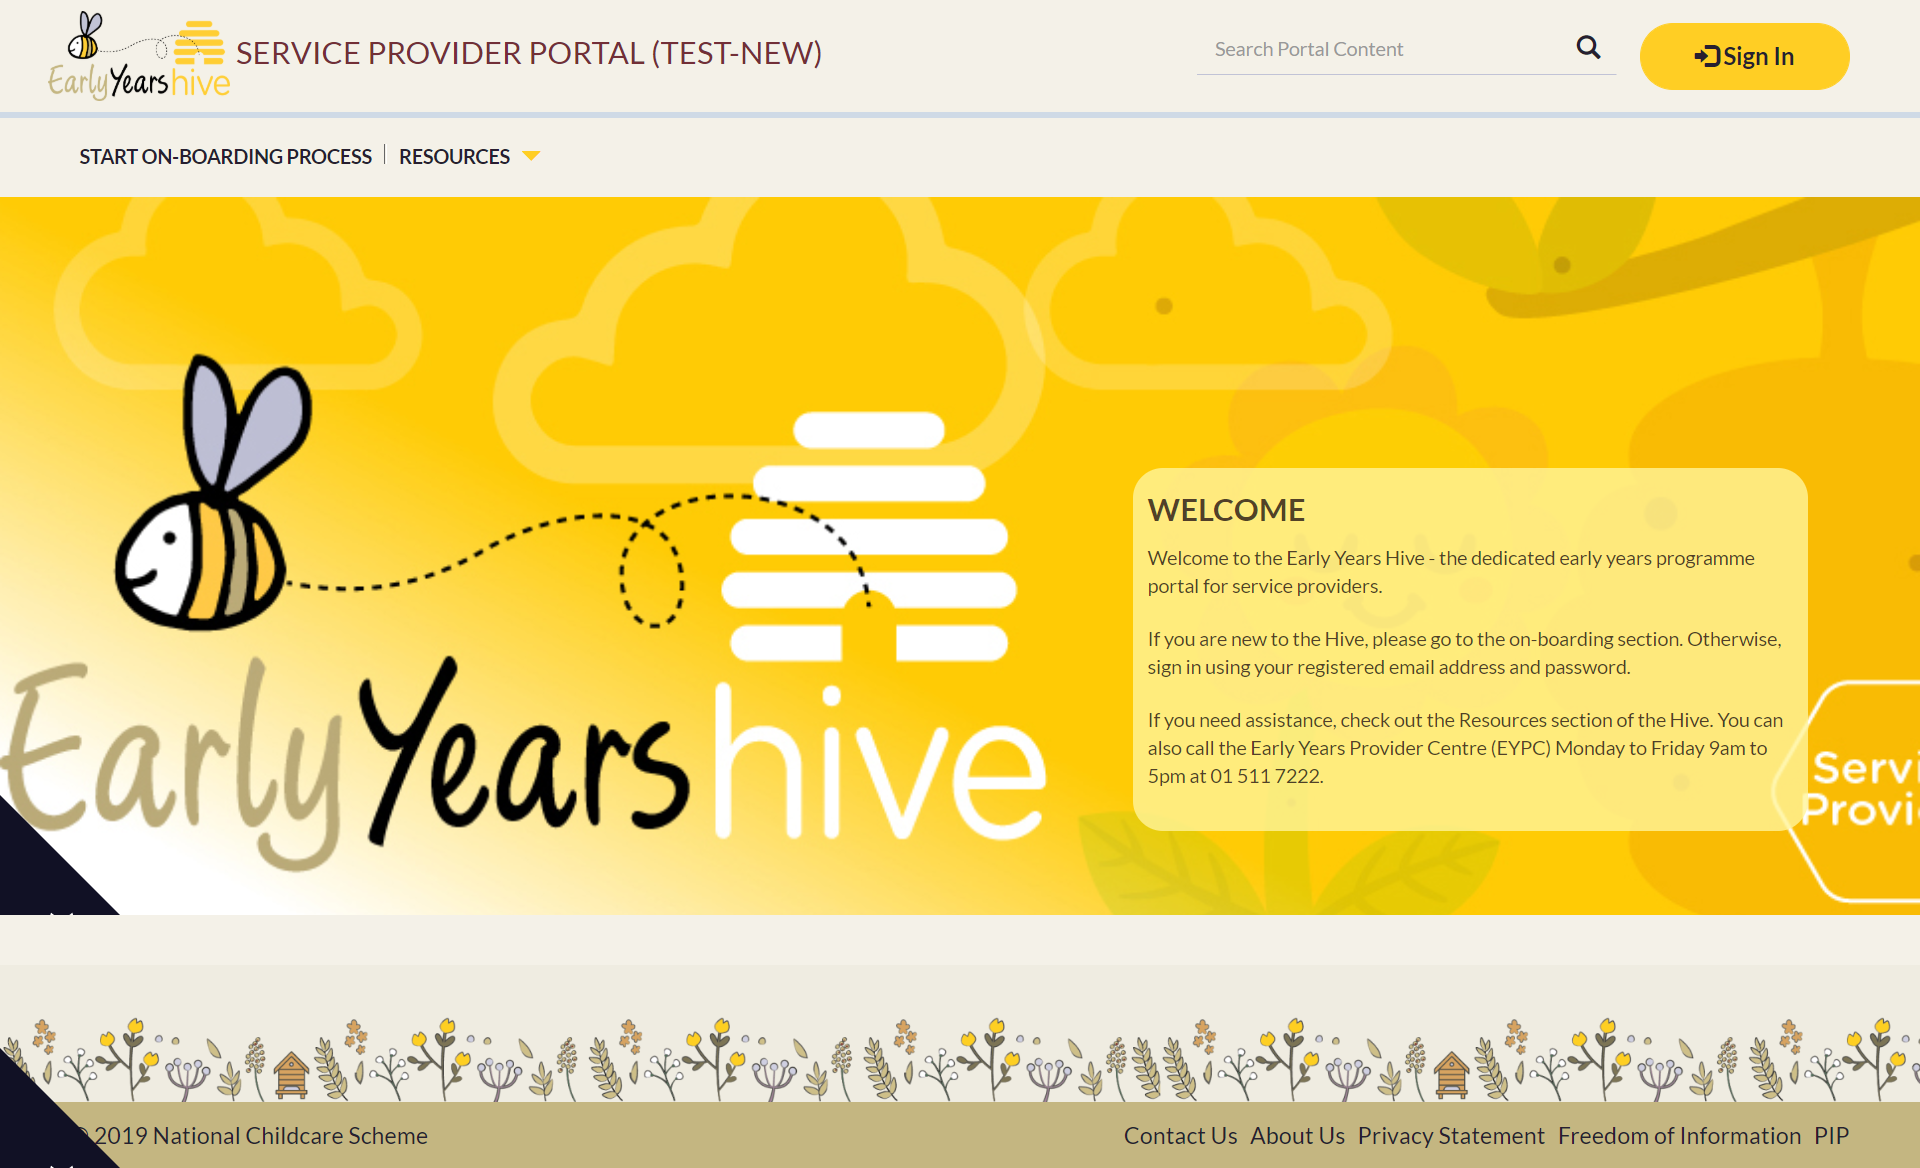 Early Years hive
SERVICE PROVIDER PORTAL (TEST-NEW)
Search Portal Content
Sign In
START ON-BOARDING PROCESS
RESOURCES
Early Years hive
WELCOME
Welcome to the Early Years Hive - the dedicated early years programme
portal for service providers.
If you are new to the Hive, please go to the on-boarding section. Otherwise,
sign in using your registered email address and password.
If you need assistance, check out the Resources section of the Hive. You can
also call the Early Years Provider Centre (EYPC) Monday to Friday 9am to
5pm at 01 511 7222.
© 2019 National Childcare Scheme
Contact Us About Us Privacy Statement Freedom of Information PIP